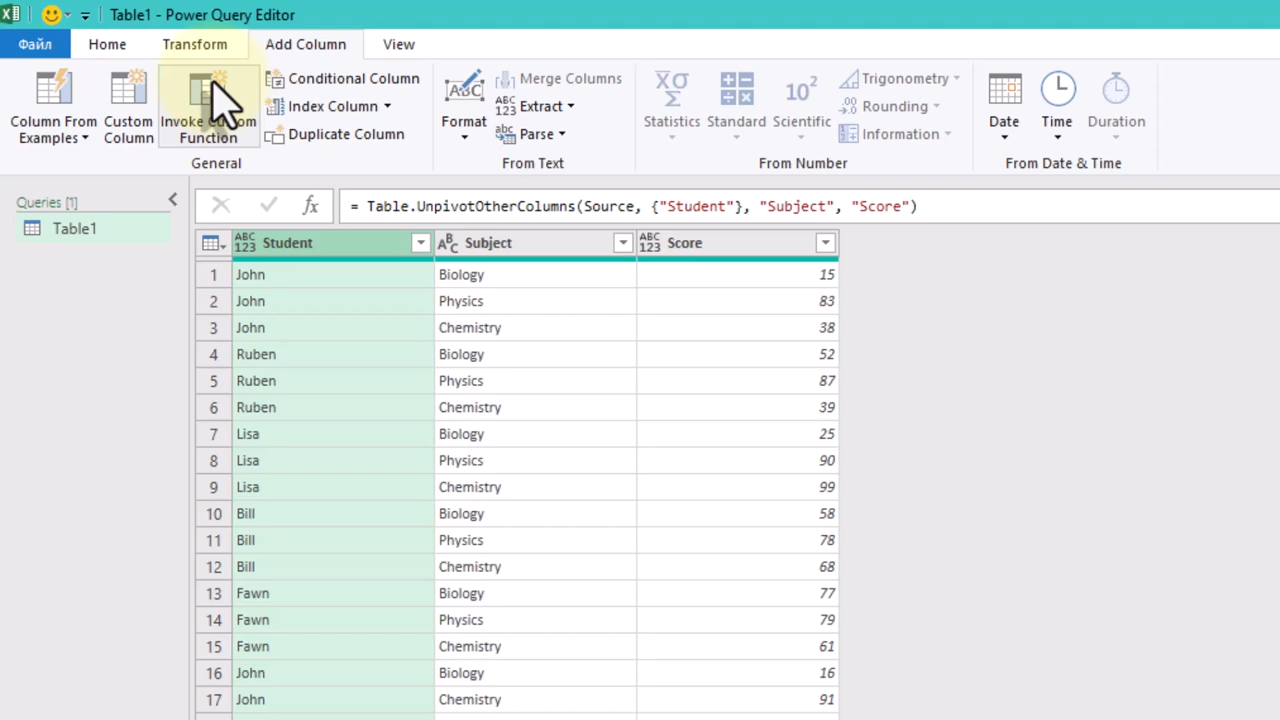 Table1 - Power Query Editor
Файл Home Transform Add Column View
Column From Examples
Custom Column
Invoke Custom Function
Conditional Column
Index Column
Duplicate Column
General
Format
Merge Columns
Extract
Parse
From Text
Statistics
Standard
Scientific
Trigonometry
Rounding
Information
From Number
Date
Time
Duration
From Date & Time
Queries [1]
Table1
fx = Table.UnpivotOtherColumns(Source, {"Student"}, "Subject", "Score")
ABC 123 Student ABC Subject ABC 123 Score
1 John Biology 15
2 John Physics 83
3 John Chemistry 38
4 Ruben Biology 52
5 Ruben Physics 87
6 Ruben Chemistry 39
7 Lisa Biology 25
8 Lisa Physics 90
9 Lisa Chemistry 99
10 Bill Biology 58
11 Bill Physics 78
12 Bill Chemistry 68
13 Fawn Biology 77
14 Fawn Physics 79
15 Fawn Chemistry 61
16 John Biology 16
17 John Chemistry 91